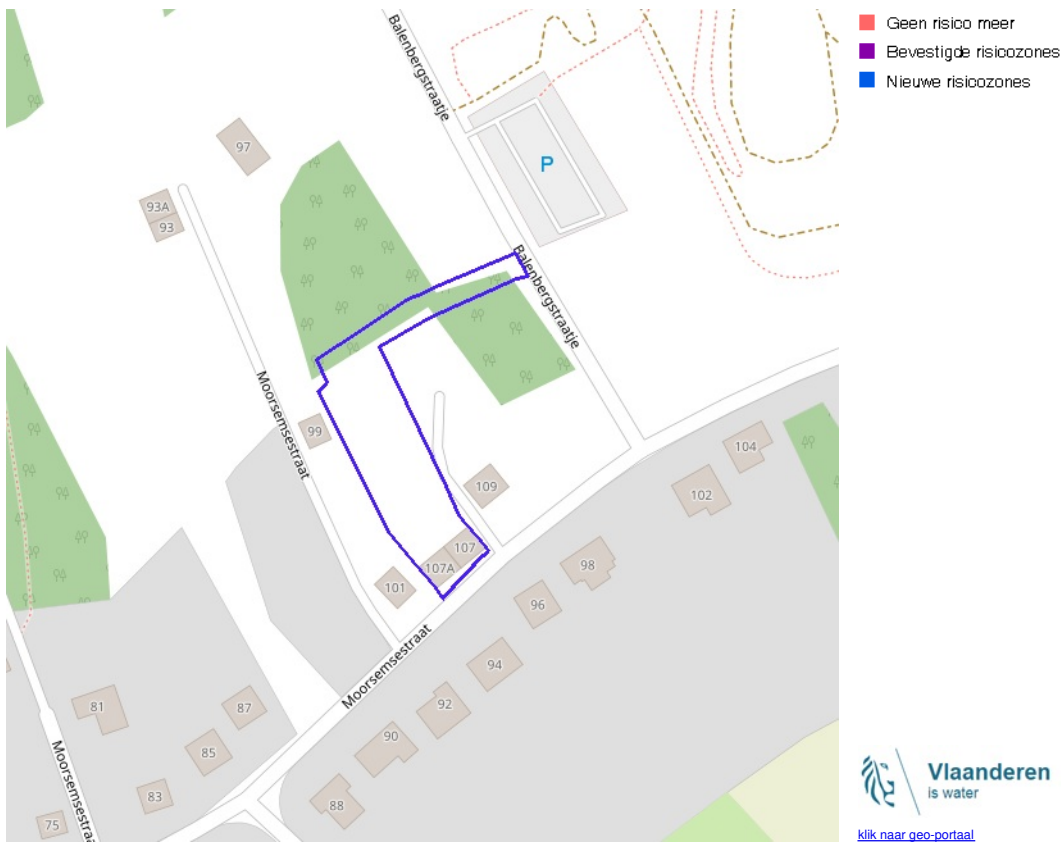 Balenbergstraatje
Geen risico meer
Bevestigde risicozones
Nieuwe risicozones
97
P
93A
93
Balenbergstraatje
Moorsemsestraat
99
109
104
102
107
107A
101
98
96
94
Moorsemsestraat
92
90
88
81
87
85
83
75
Moorsemsestraat
Vlaanderen
is water
klik naar geo-portaal